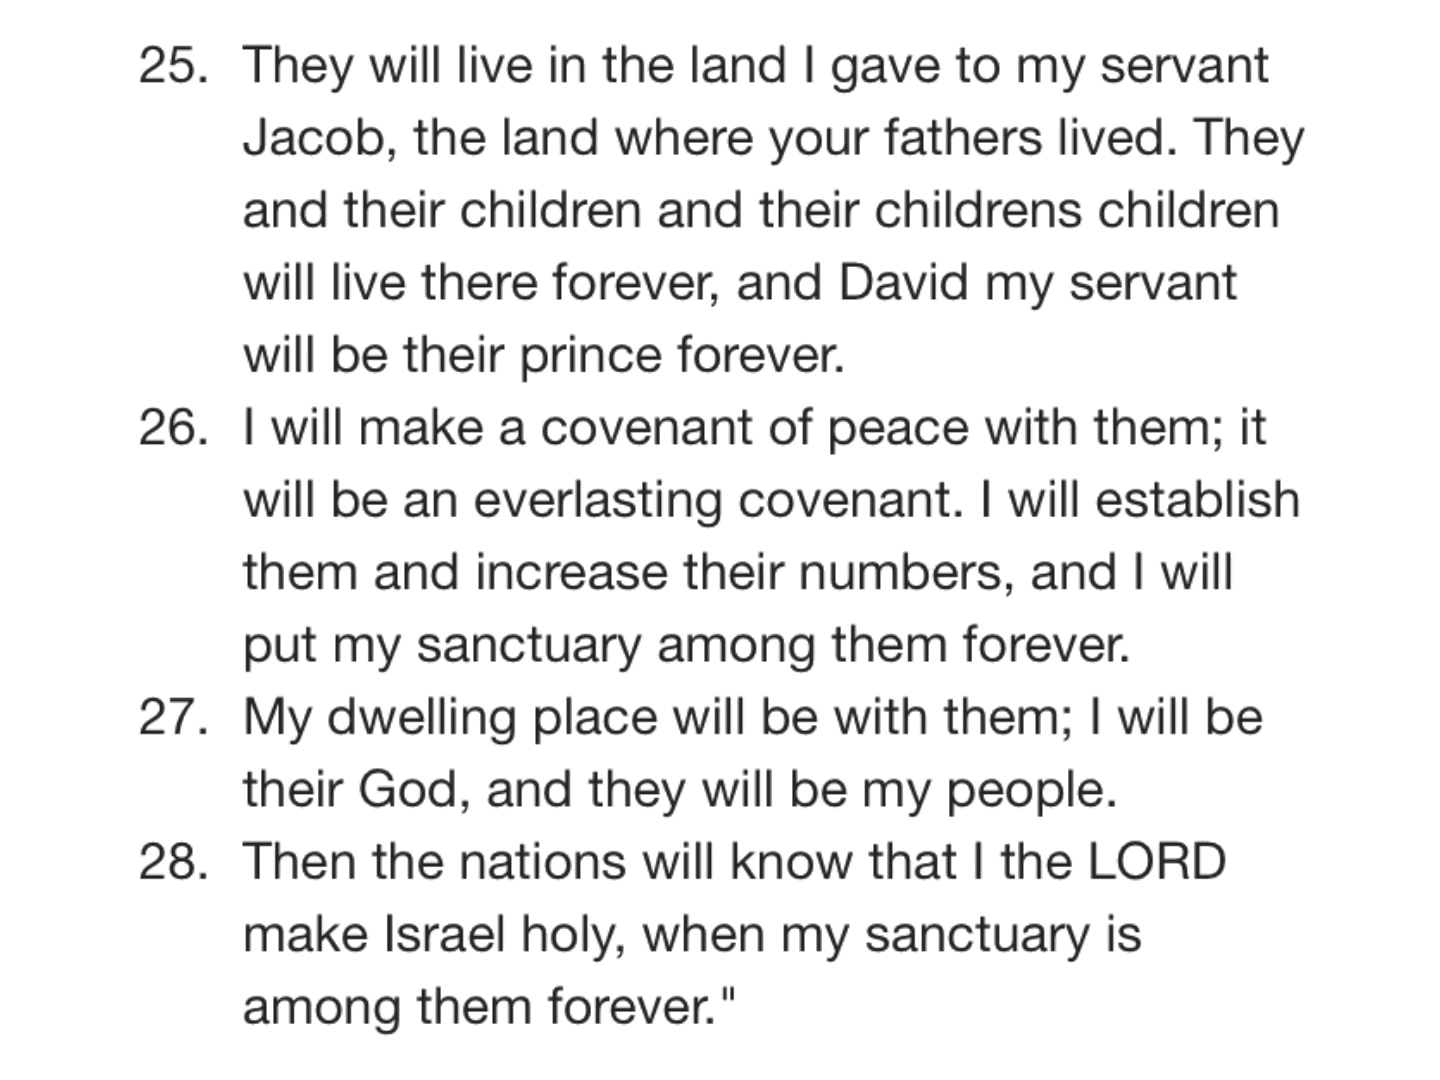 25. They will live in the land I gave to my servant
Jacob, the land where your fathers lived. They
and their children and their childrens children
will live there forever, and David my servant
will be their prince forever.
26. I will make a covenant of peace with them; it
will be an everlasting covenant. I will establish
them and increase their numbers, and I will
put my sanctuary among them forever.
27. My dwelling place will be with them; I will be
their God, and they will be my people.
28. Then the nations will know that I the LORD
make Israel holy, when my sanctuary is
among them forever."